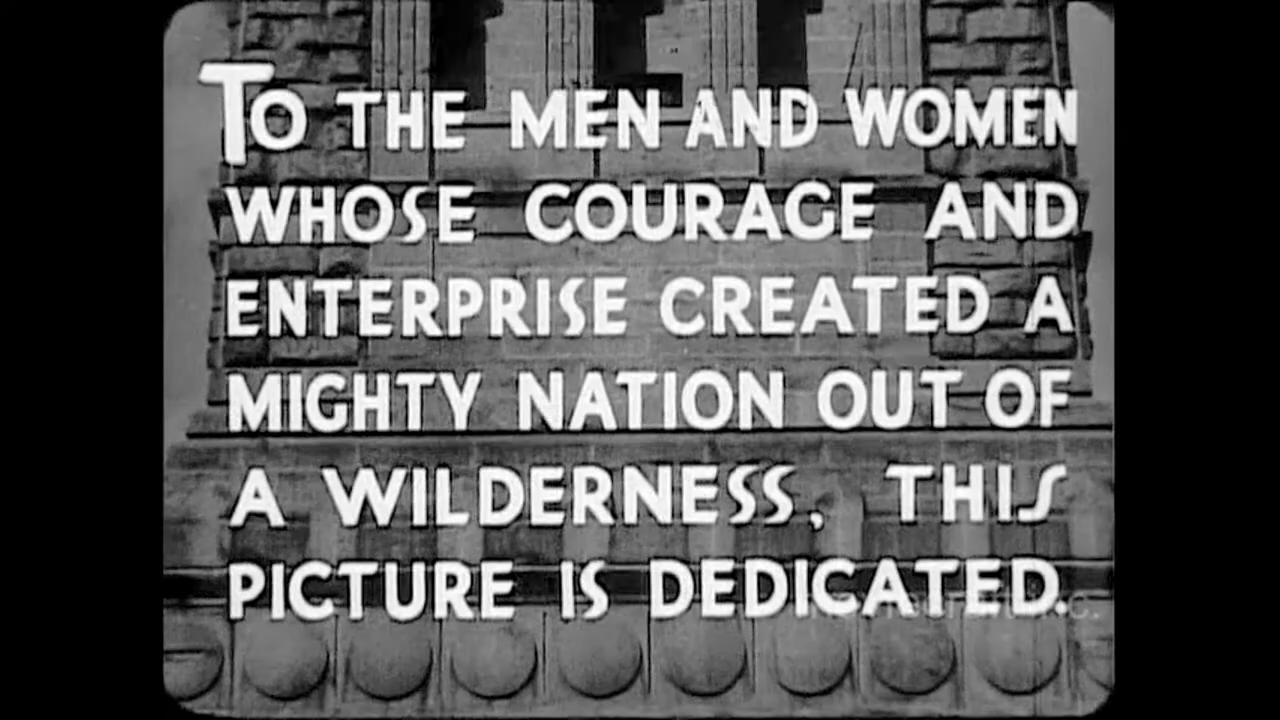 TO THE MEN AND WOMEN
WHOSE COURAGE AND
ENTERPRISE CREATED A
MIGHTY NATION OUT OF
A WILDERNESS, THIS
PICTURE IS DEDICATED.